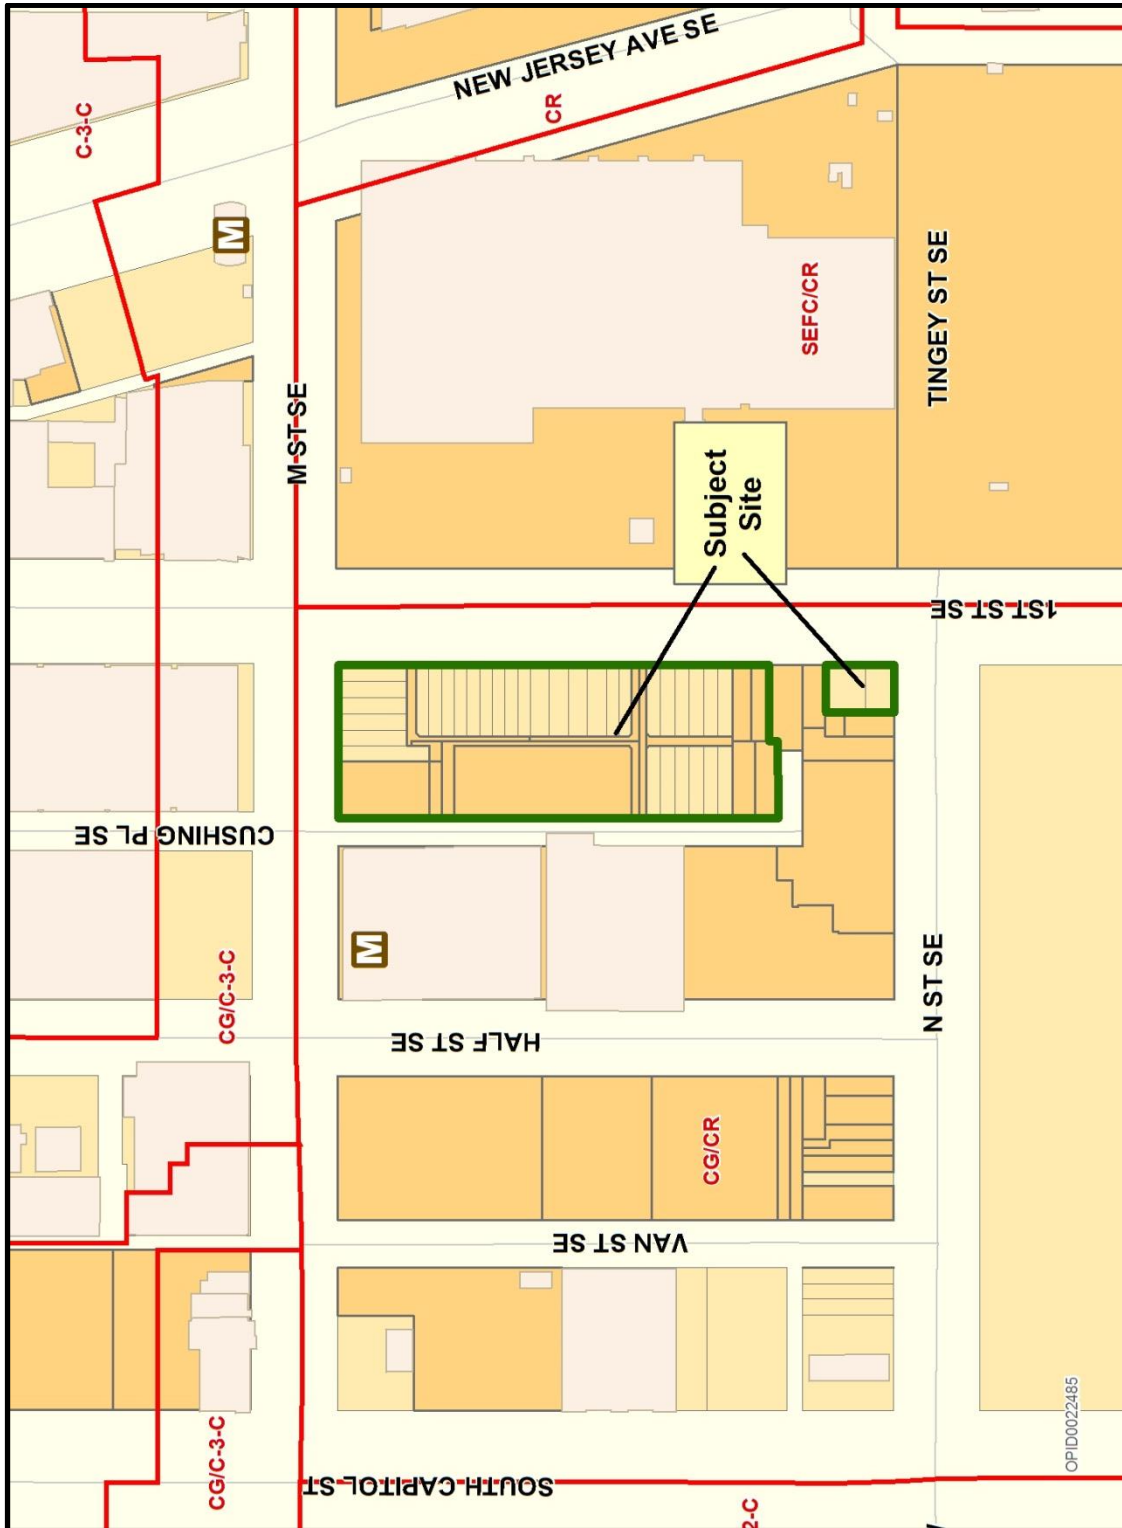 NEW JERSEY AVE SE
C-3-C
CR
M
M ST SE
SEFC/CR
TINGEY ST SE
Subject
Site
1ST ST SE
CUSHING PL SE
M
CG/C-3-C
HALF ST SE
N ST SE
CG/CR
VAN ST SE
CG/C-3-C
SOUTH CAPITOL ST
2-C
OPID0022485